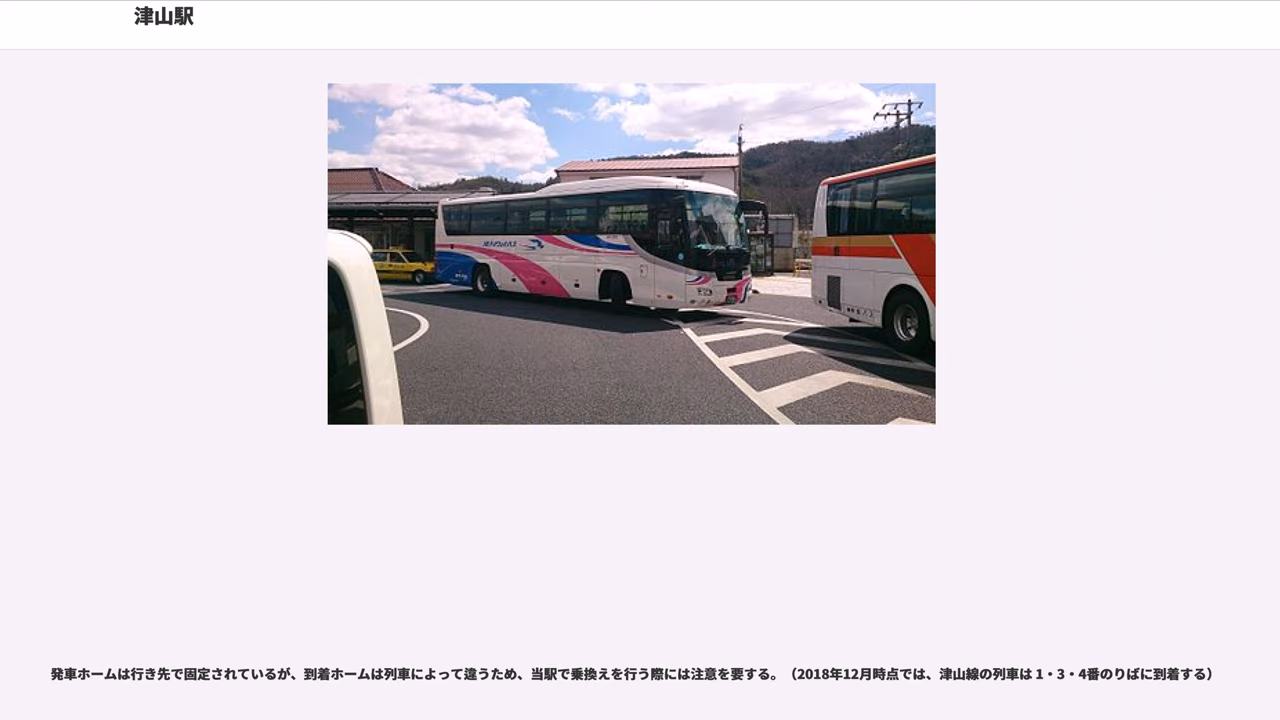 津山駅
発車ホームは行き先で固定されているが、到着ホームは列車によって違うため、当駅で乗換えを行う際には注意を要する。（2018年12月時点では、津山線の列車は 1・3・4番のりばに到着する）